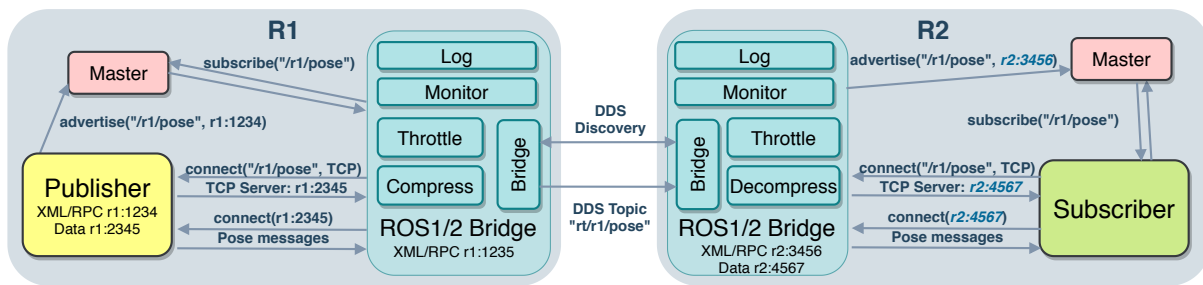 R1
Master
subscribe("/r1/pose")
advertise("/r1/pose", r1:1234)
Publisher
XML/RPC r1:1234
Data r1:2345
connect("/r1/pose", TCP)
TCP Server: r1:2345
connect(r1:2345)
Pose messages
Log
Monitor
Throttle
Compress
Bridge
ROS1/2 Bridge
XML/RPC r1:1235
DDS
Discovery
DDS Topic
"rt/r1/pose"
R2
Log
Monitor
Bridge
Throttle
Decompress
ROS1/2 Bridge
XML/RPC r2:3456
Data r2:4567
advertise("/r1/pose", r2:3456)
Master
subscribe("/r1/pose")
connect("/r1/pose", TCP)
TCP Server: r2:4567
connect(r2:4567)
Pose messages
Subscriber